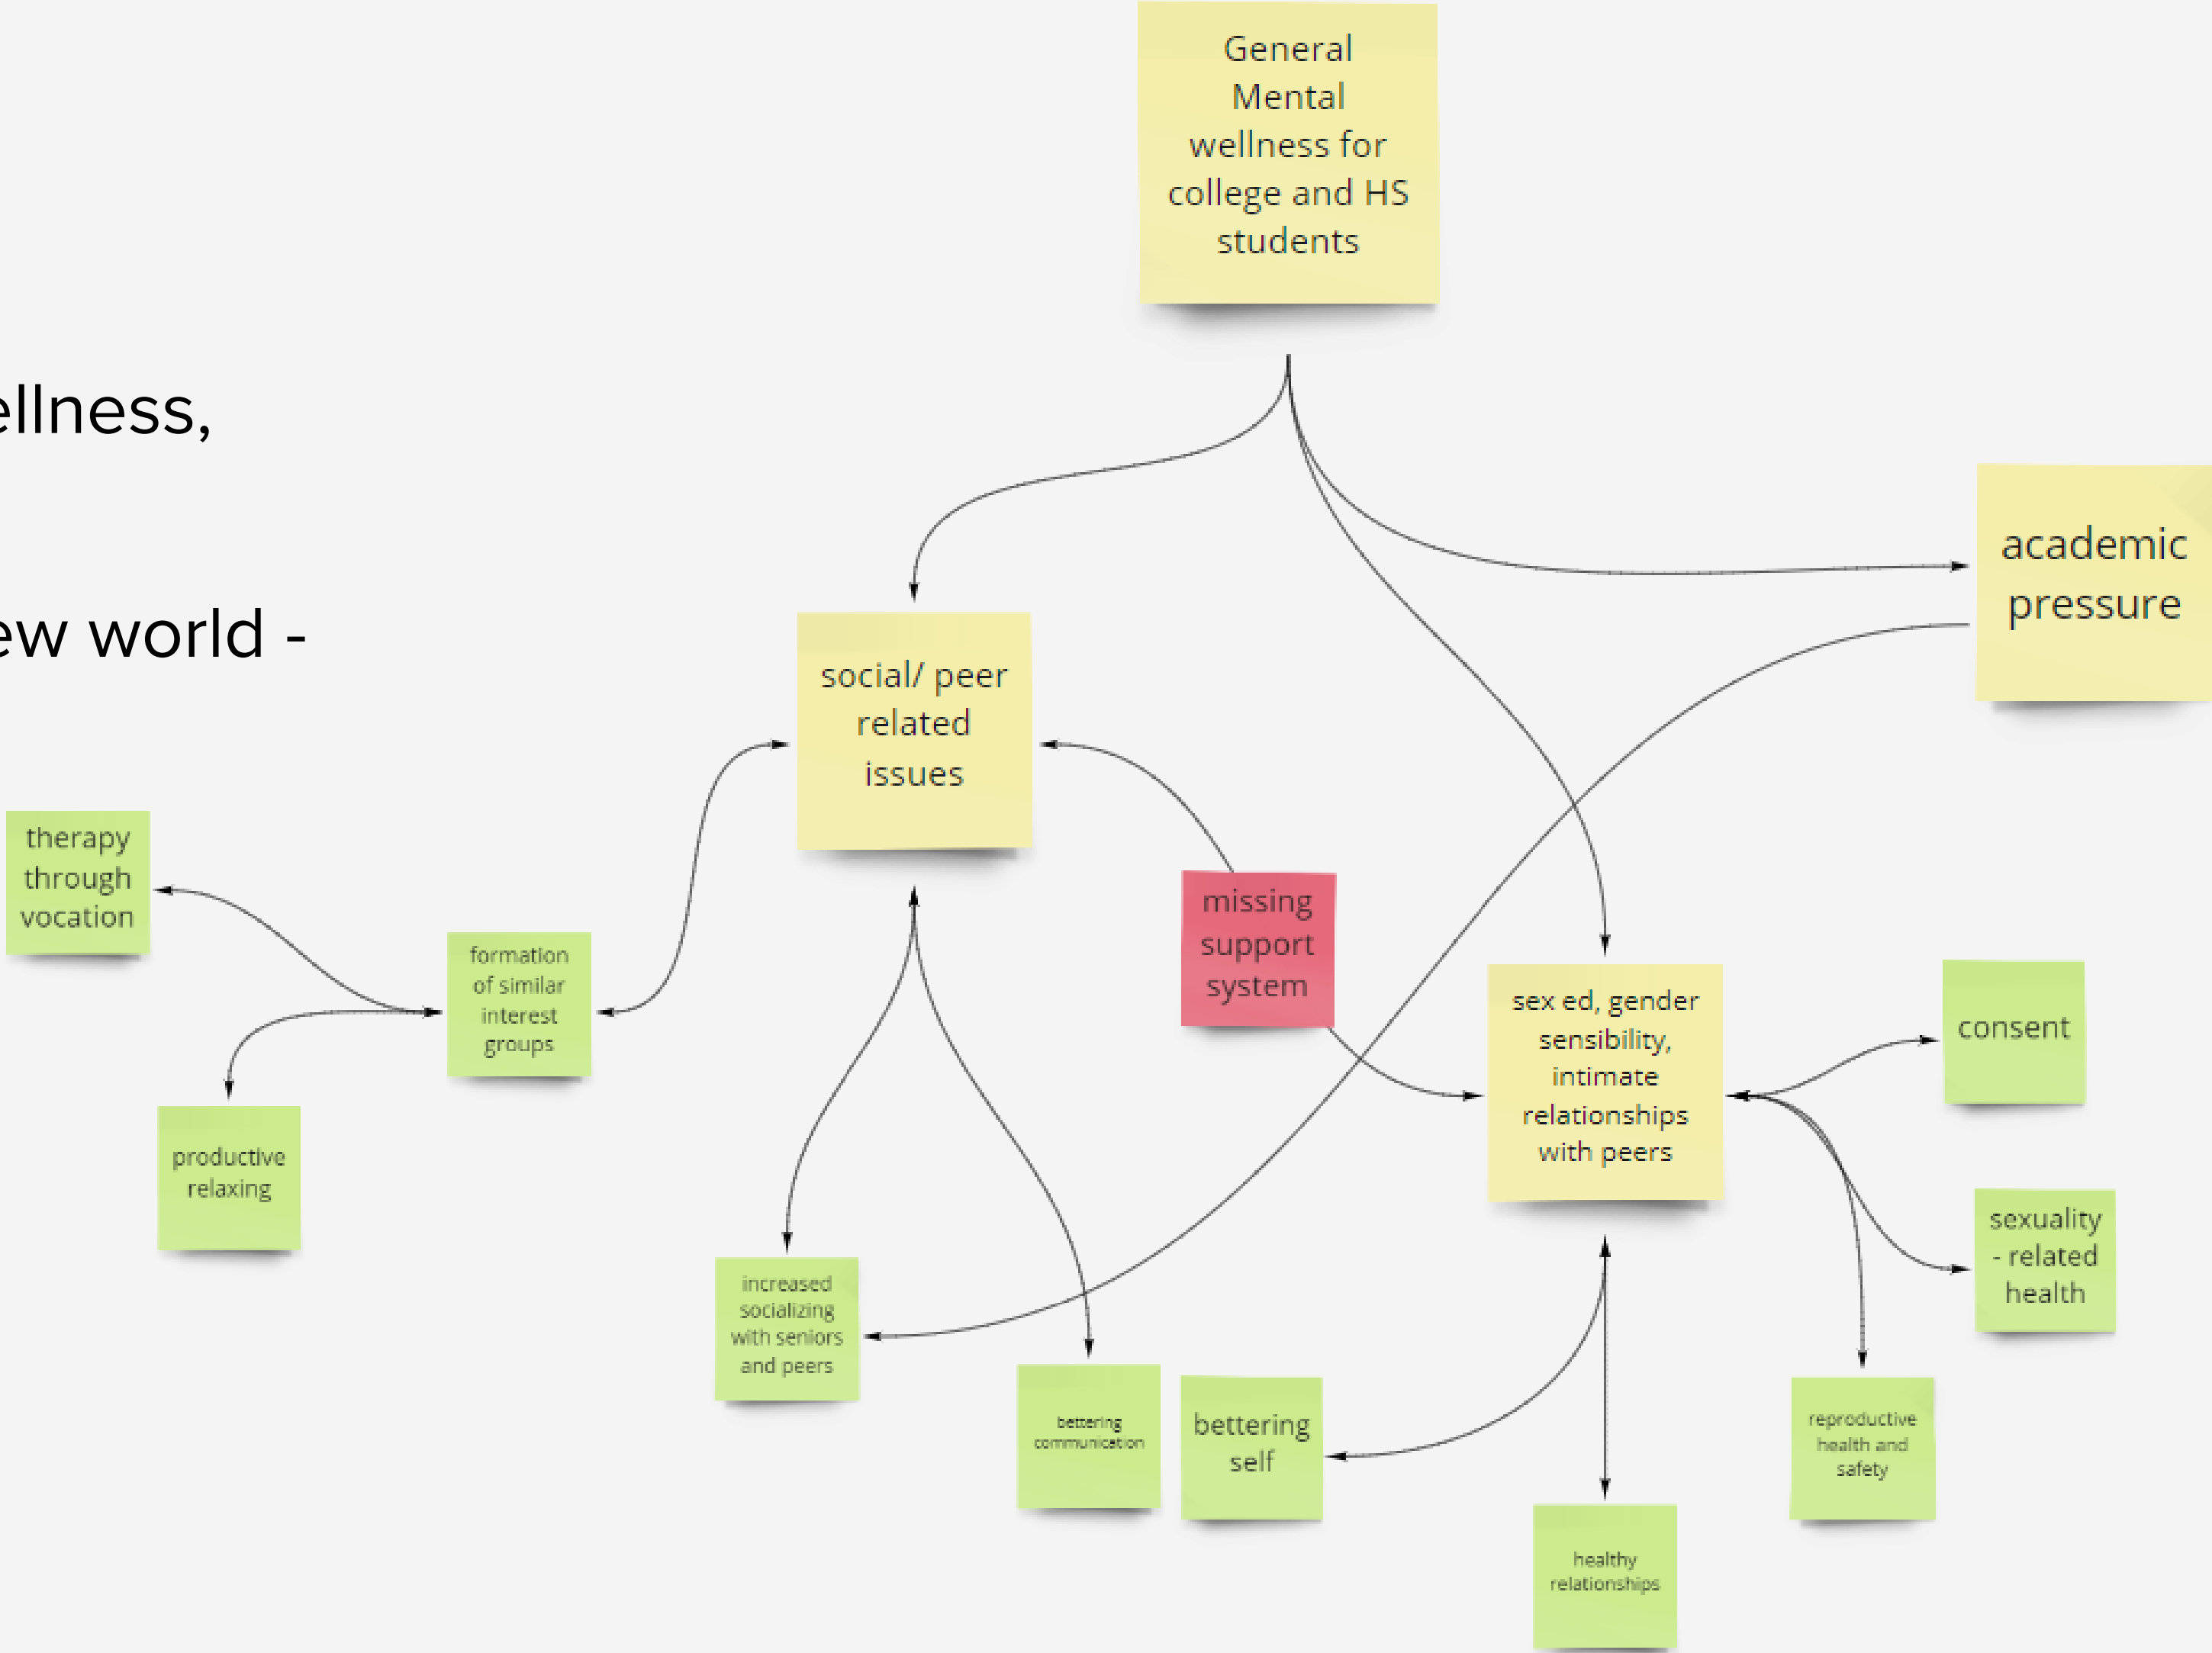 General
Mental
wellness for
college and HS
students
ellness,
ew world -
academic
pressure
social/ peer
related
issues
therapy
through
vocation
formation
of similar
interest
groups
missing
support
system
sex ed, gender
sensibility,
intimate
relationships
with peers
consent
productive
relaxing
sexuality
- related
health
increased
socializing
with seniors
and peers
bettering
communication
bettering
self
reproductive
health and
safety
healthy
relationships